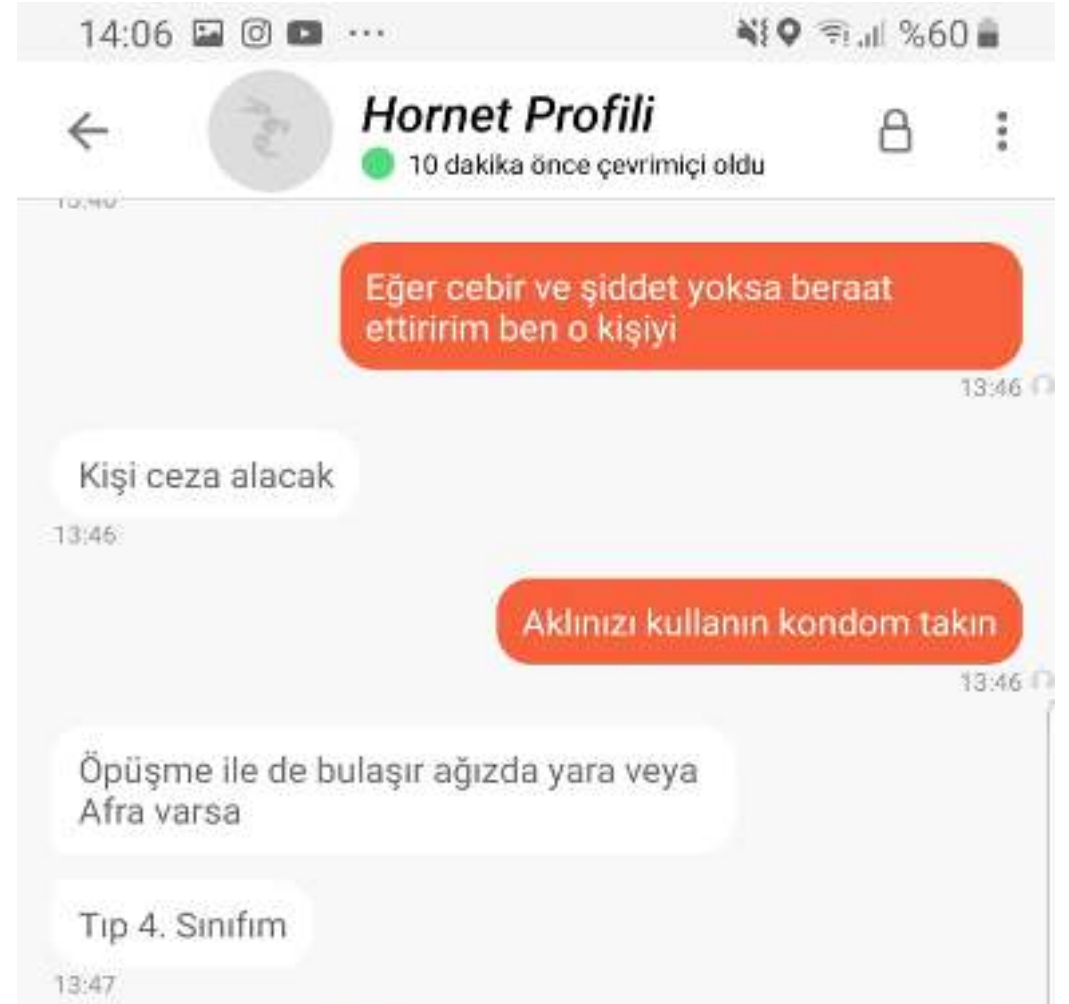 14:06 ... %60
Hornet Profili
10 dakika önce çevrimiçi oldu
Eğer cebir ve şiddet yoksa beraat
ettiririm ben o kişiyi
13:46
Kişi ceza alacak
13:46
Aklınızı kullanın kondom takın
13:46
Öpüşme ile de bulaşır ağızda yara veya
Afra varsa
Tıp 4. Sınıfım
13:47